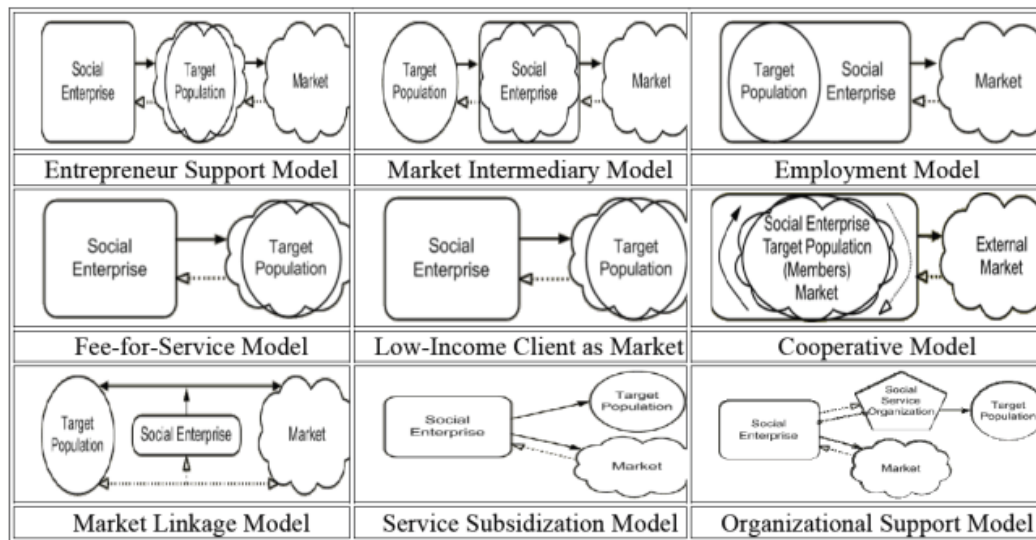 Social
Enterprise
Target
Population
Market
Entrepreneur Support Model
Target
Population
Social
Enterprise
Market
Market Intermediary Model
Target
Population
Social
Enterprise
Market
Employment Model
Social
Enterprise
Target
Population
Fee-for-Service Model
Social
Enterprise
Target
Population
Low-Income Client as Market
Social Enterprise
Target Population
(Members)
Market
External
Market
Cooperative Model
Target
Population
Social Enterprise
Market
Market Linkage Model
Social
Enterprise
Target
Population
Market
Service Subsidization Model
Social
Enterprise
Social
Service
Organization
Target
Population
Market
Organizational Support Model